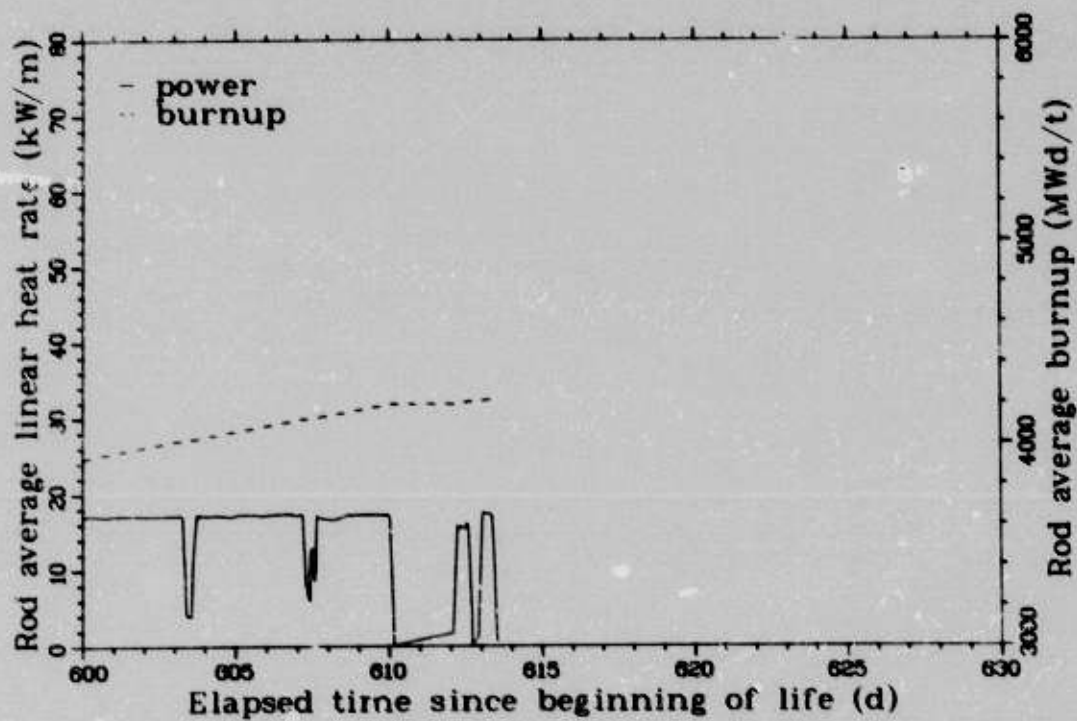 Rod average linear heat rate (kW/m)
80
70
60
50
40
30
20
10
0
— power
-- burnup
600 605 610 615 620 625 630
Elapsed time since beginning of life (d)
6000
5000
4000
3000
Rod average burnup (MWd/t)